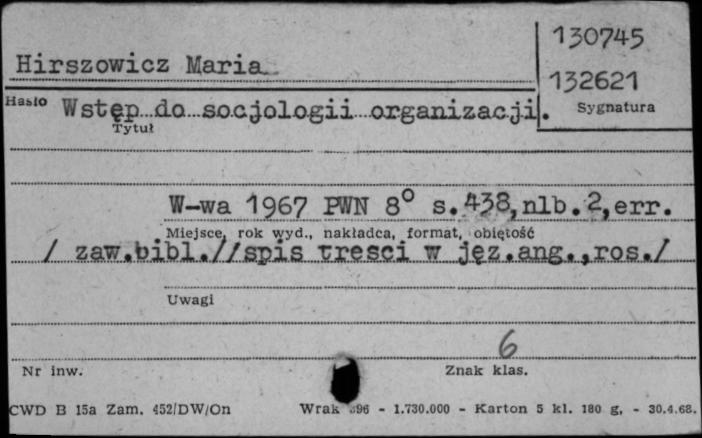 130745
Hirszowicz Maria
132621
Hasło Wstęp do socjologii organizacji. Sygnatura
Tytuł
W-wa 1967 PWN 8° s.438,nlb.2,err.
Miejsce, rok wyd., nakładca, format, objętość
/ zaw.bibl.//spis tresci w jęz.ang.,ros./
Uwagi
6
Nr inw. Znak klas.
CWD B 15a Zam. 452/DW/On Wrak 396 - 1.730.000 - Karton 5 kl. 180 g, - 30.4.68.